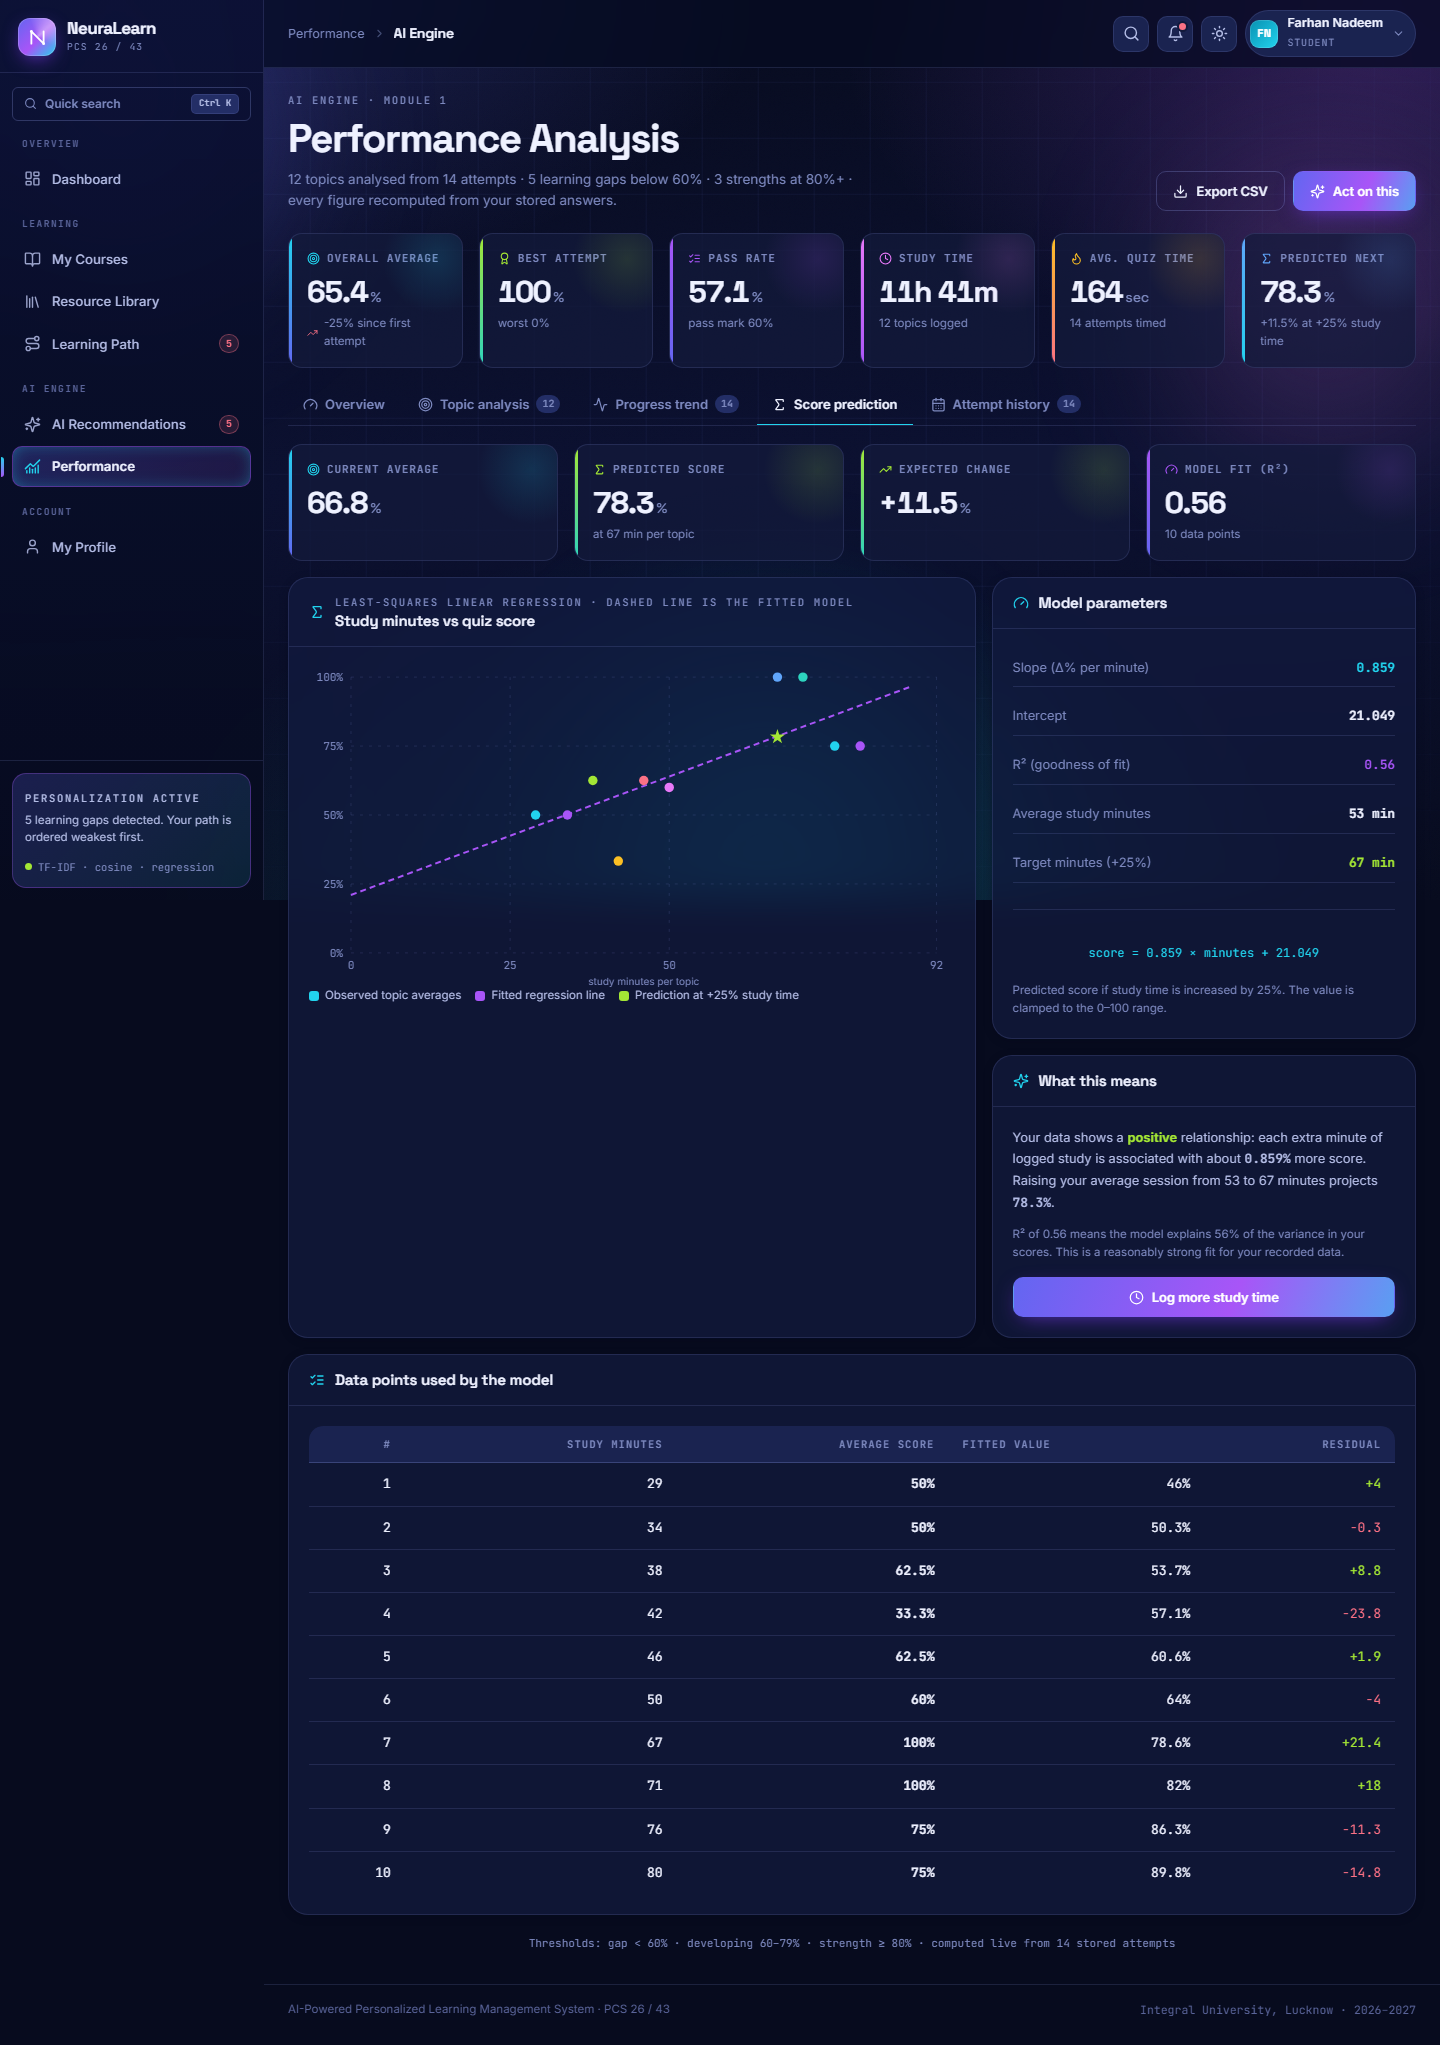 NeuraLearn
PCS 26 / 43
Quick search
Ctrl K
OVERVIEW
Dashboard
LEARNING
My Courses
Resource Library
Learning Path
5
AI ENGINE
AI Recommendations
5
Performance
ACCOUNT
My Profile
PERSONALIZATION ACTIVE
5 learning gaps detected. Your path is
ordered weakest first.
TF-IDF · cosine · regression
Performance
AI Engine
FN
Farhan Nadeem
STUDENT
AI ENGINE · MODULE 1
Performance Analysis
12 topics analysed from 14 attempts · 5 learning gaps below 60% · 3 strengths at 80%+ ·
every figure recomputed from your stored answers.
Export CSV
Act on this
OVERALL AVERAGE
65.4%
-25% since first
attempt
BEST ATTEMPT
100%
worst 0%
PASS RATE
57.1%
pass mark 60%
STUDY TIME
11h 41m
12 topics logged
AVG. QUIZ TIME
164sec
14 attempts timed
PREDICTED NEXT
78.3%
+11.5% at +25% study
time
Overview
Topic analysis 12
Progress trend 14
Score prediction
Attempt history 14
CURRENT AVERAGE
66.8%
PREDICTED SCORE
78.3%
at 67 min per topic
EXPECTED CHANGE
+11.5%
MODEL FIT (R²)
0.56
10 data points
LEAST-SQUARES LINEAR REGRESSION · DASHED LINE IS THE FITTED MODEL
Study minutes vs quiz score
100%
75%
50%
25%
0%
0 25 50 92
study minutes per topic
Observed topic averages Fitted regression line Prediction at +25% study time
Model parameters
Slope (Δ% per minute) 0.859
Intercept 21.049
R² (goodness of fit) 0.56
Average study minutes 53 min
Target minutes (+25%) 67 min
score = 0.859 × minutes + 21.049
Predicted score if study time is increased by 25%. The value is
clamped to the 0–100 range.
What this means
Your data shows a positive relationship: each extra minute of
logged study is associated with about 0.859% more score.
Raising your average session from 53 to 67 minutes projects
78.3%.
R² of 0.56 means the model explains 56% of the variance in your
scores. This is a reasonably strong fit for your recorded data.
Log more study time
Data points used by the model
# STUDY MINUTES AVERAGE SCORE FITTED VALUE RESIDUAL
1 29 50% 46% +4
2 34 50% 50.3% -0.3
3 38 62.5% 53.7% +8.8
4 42 33.3% 57.1% -23.8
5 46 62.5% 60.6% +1.9
6 50 60% 64% -4
7 67 100% 78.6% +21.4
8 71 100% 82% +18
9 76 75% 86.3% -11.3
10 80 75% 89.8% -14.8
Thresholds: gap < 60% · developing 60–79% · strength ≥ 80% · computed live from 14 stored attempts
AI-Powered Personalized Learning Management System · PCS 26 / 43
Integral University, Lucknow · 2026–2027